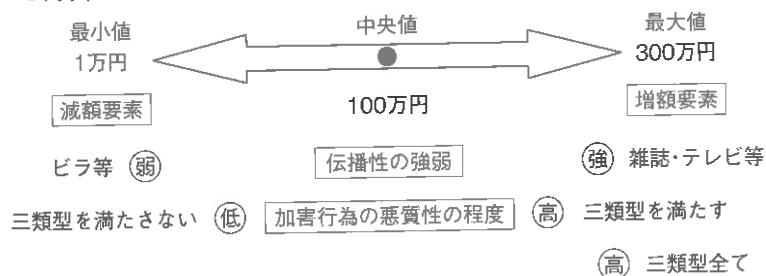 最小値 中央値 最大値
1万円 300万円
100万円
減額要素 増額要素
ビラ等 弱 伝播性の強弱 強 雑誌・テレビ等
三類型を満たさない 低 加害行為の悪質性の程度 高 三類型を満たす
高 三類型全て